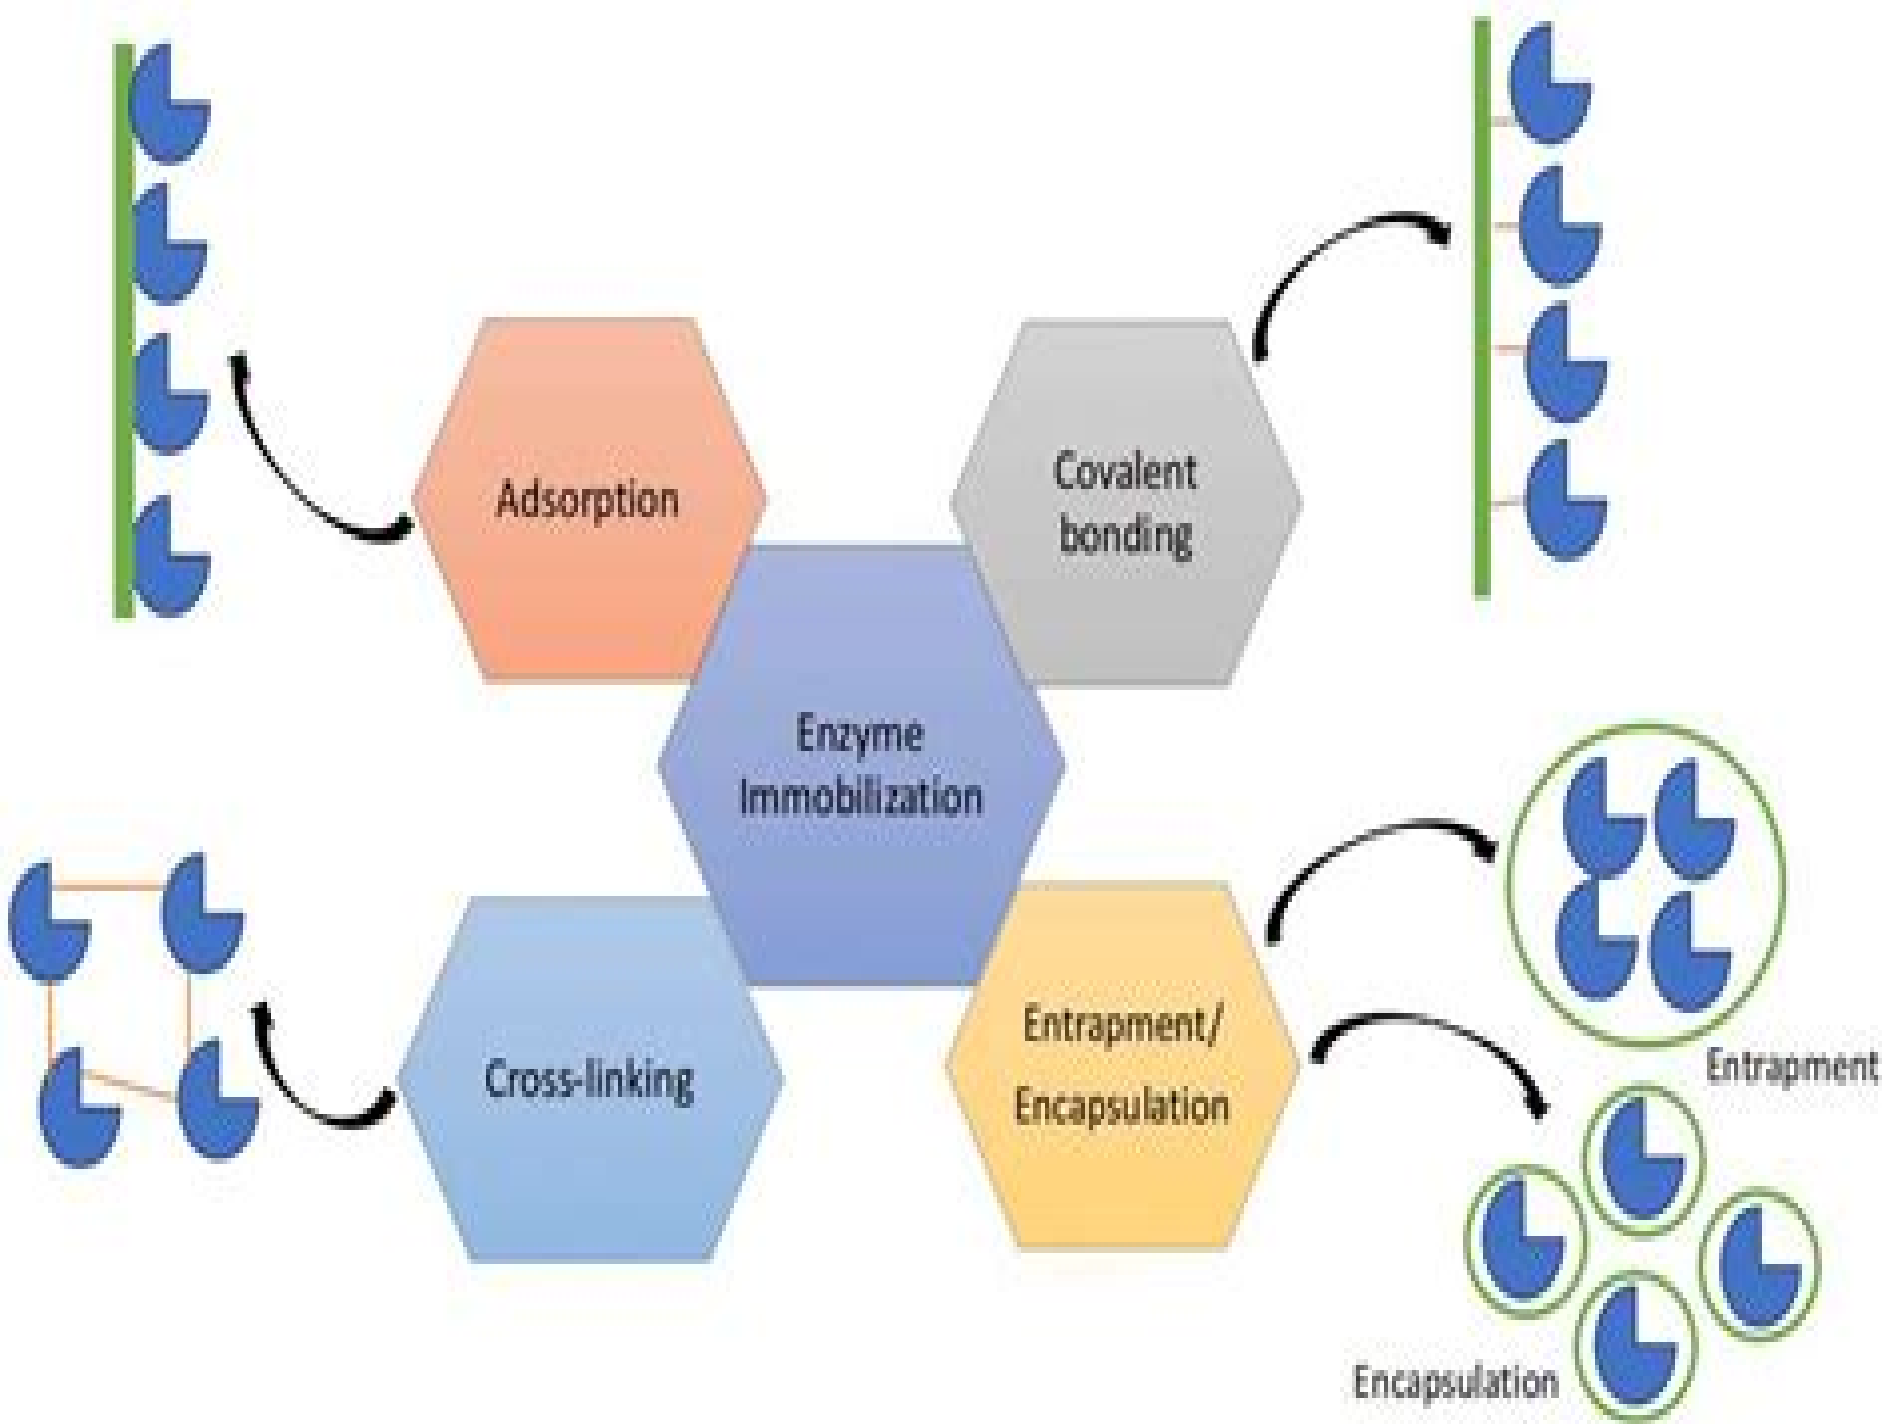 Adsorption
Covalent
bonding
Enzyme
Immobilization
Cross-linking
Entrapment/
Encapsulation
Entrapment
Encapsulation